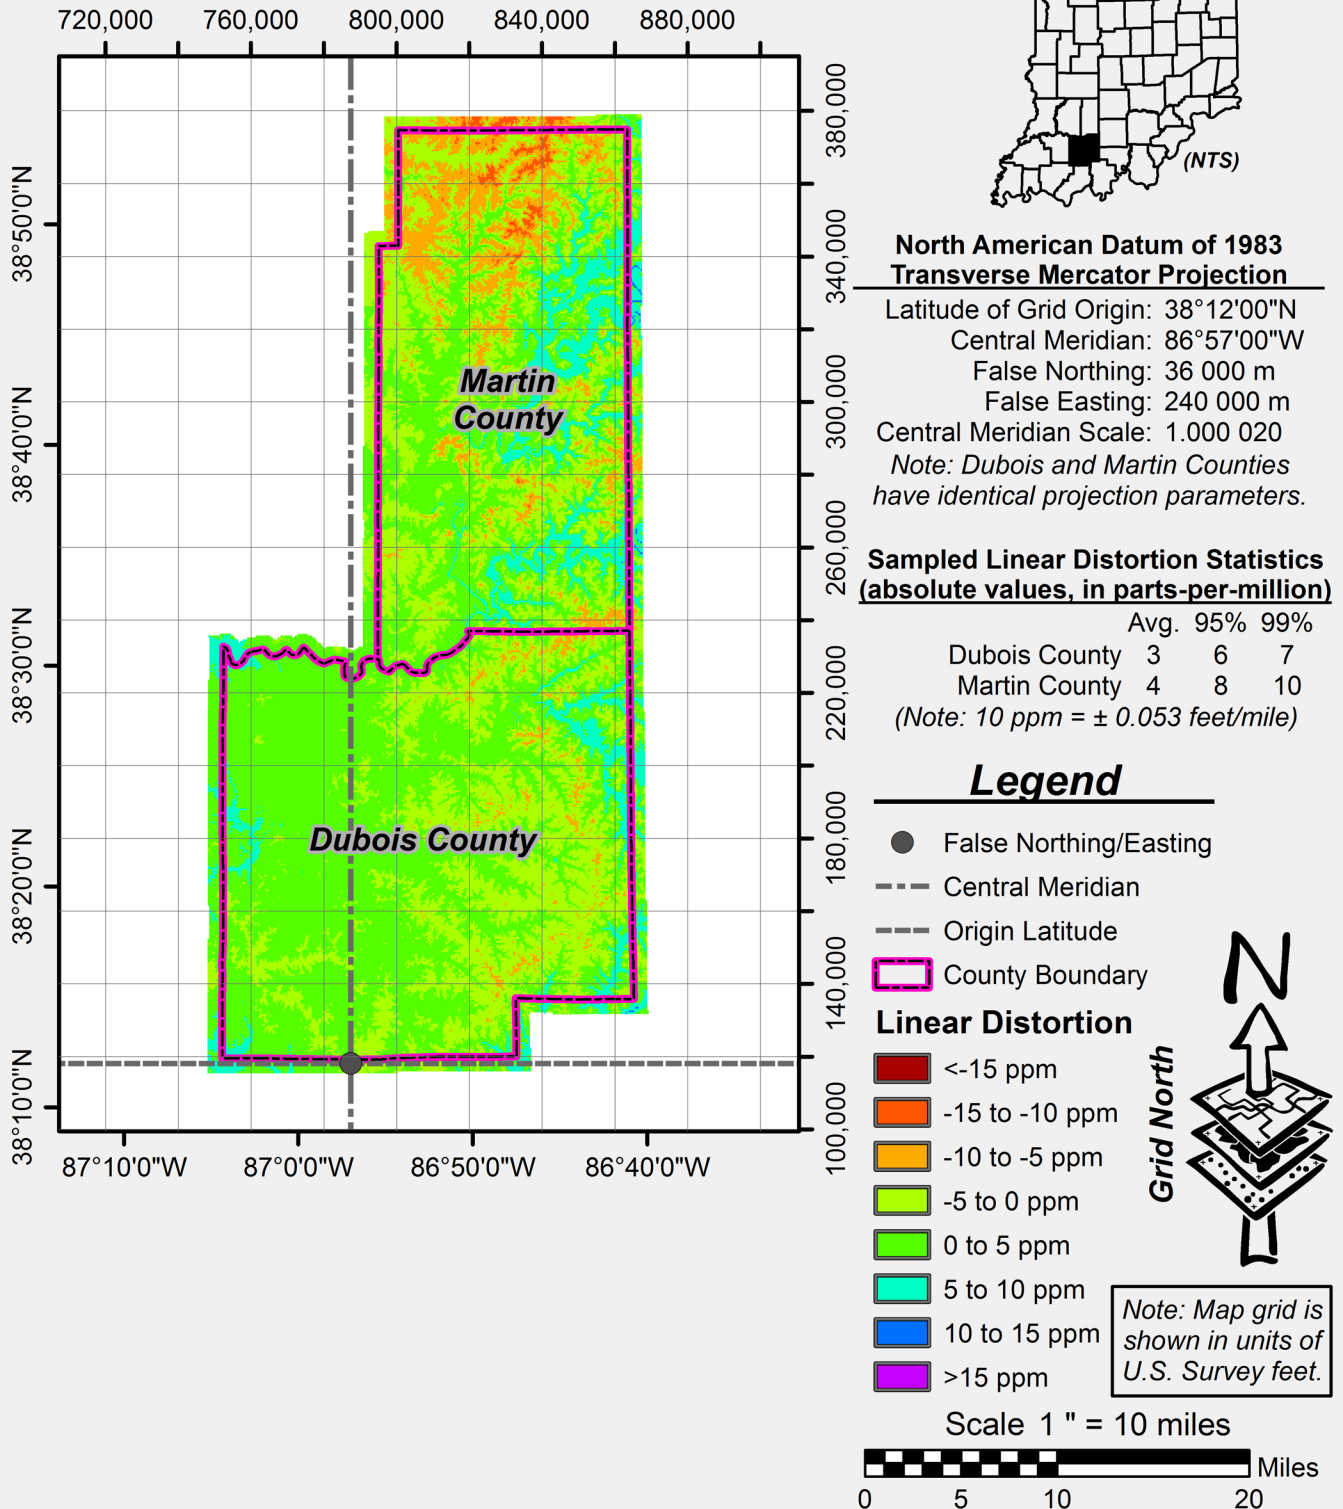 720,000 760,000 800,000 840,000 880,000
380,000
340,000
300,000
260,000
220,000
180,000
140,000
100,000
38°50'0"N
38°40'0"N
38°30'0"N
38°20'0"N
38°10'0"N
87°10'0"W 87°0'0"W 86°50'0"W 86°40'0"W
Martin
County
Dubois County
(NTS)
North American Datum of 1983
Transverse Mercator Projection
Latitude of Grid Origin: 38°12'00"N
Central Meridian: 86°57'00"W
False Northing: 36 000 m
False Easting: 240 000 m
Central Meridian Scale: 1.000 020
Note: Dubois and Martin Counties
have identical projection parameters.
Sampled Linear Distortion Statistics
(absolute values, in parts-per-million)
Avg. 95% 99%
Dubois County 3 6 7
Martin County 4 8 10
(Note: 10 ppm = ± 0.053 feet/mile)
Legend
False Northing/Easting
Central Meridian
Origin Latitude
County Boundary
Linear Distortion
<-15 ppm
-15 to -10 ppm
-10 to -5 ppm
-5 to 0 ppm
0 to 5 ppm
5 to 10 ppm
10 to 15 ppm
>15 ppm
N
Grid North
Note: Map grid is
shown in units of
U.S. Survey feet.
Scale 1 " = 10 miles
Miles
0 5 10 20